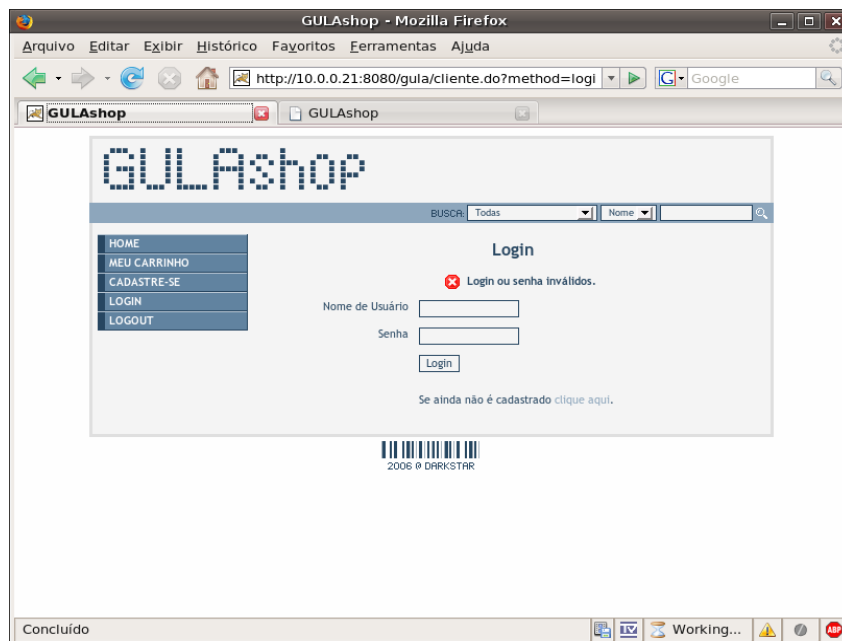 GULAshop - Mozilla Firefox
Arquivo Editar Exibir Histórico Favoritos Ferramentas Ajuda
http://10.0.0.21:8080/gula/cliente.do?method=logi G Google
GULAshop GULAshop
GULAshop
BUSCA: Todas Nome
HOME
MEU CARRINHO
CADASTRE-SE
LOGIN
LOGOUT
Login
Login ou senha inválidos.
Nome de Usuário
Senha
Login
Se ainda não é cadastrado clique aqui.
2006 @ DARKSTAR
Concluído Working... ABP